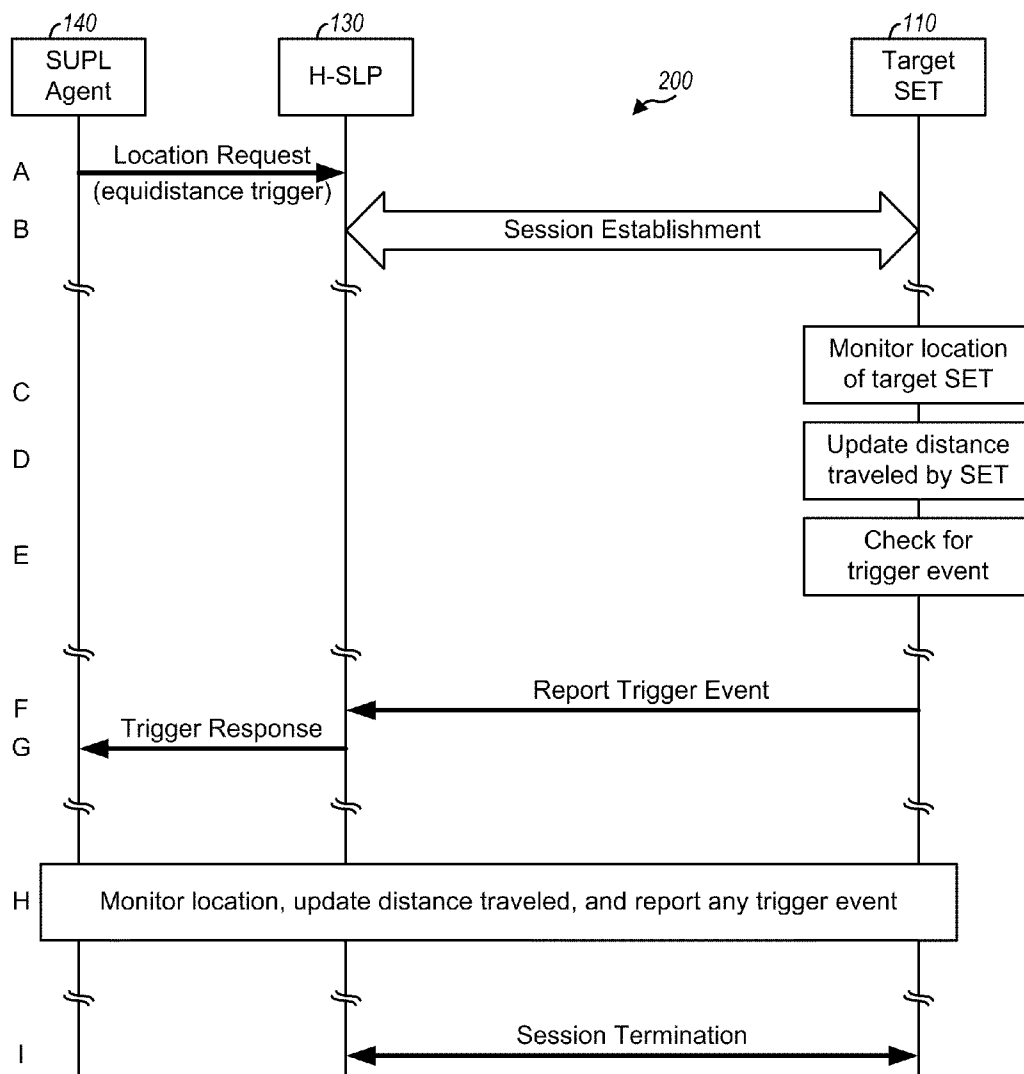 140
130
110
SUPL
Agent
H-SLP
Target
SET
200
A
Location Request
(equidistance trigger)
B
Session Establishment
Monitor location
of target SET
C
Update distance
traveled by SET
D
Check for
trigger event
E
Report Trigger Event
F
Trigger Response
G
H
Monitor location, update distance traveled, and report any trigger event
Session Termination
I